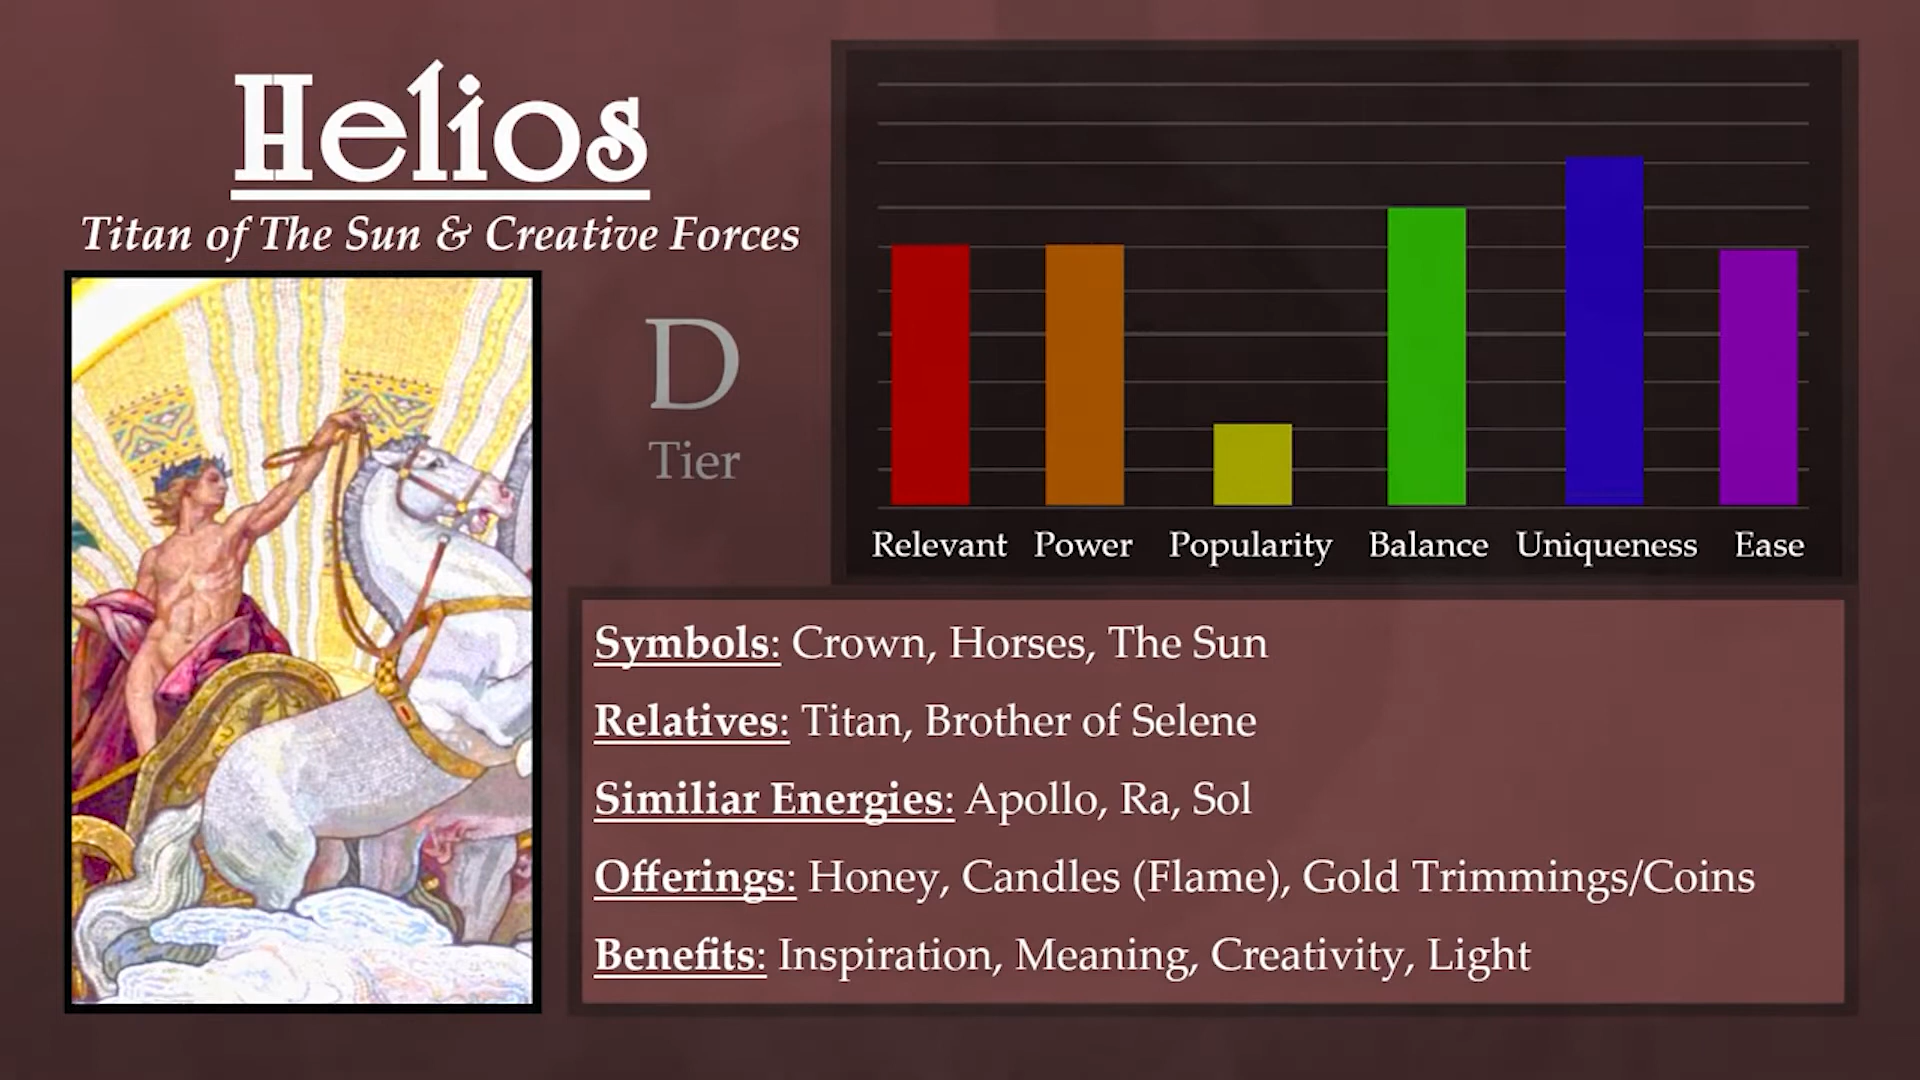 Helios
Titan of The Sun & Creative Forces
D
Tier
Relevant Power Popularity Balance Uniqueness Ease
Symbols: Crown, Horses, The Sun
Relatives: Titan, Brother of Selene
Similiar Energies: Apollo, Ra, Sol
Offerings: Honey, Candles (Flame), Gold Trimmings/Coins
Benefits: Inspiration, Meaning, Creativity, Light